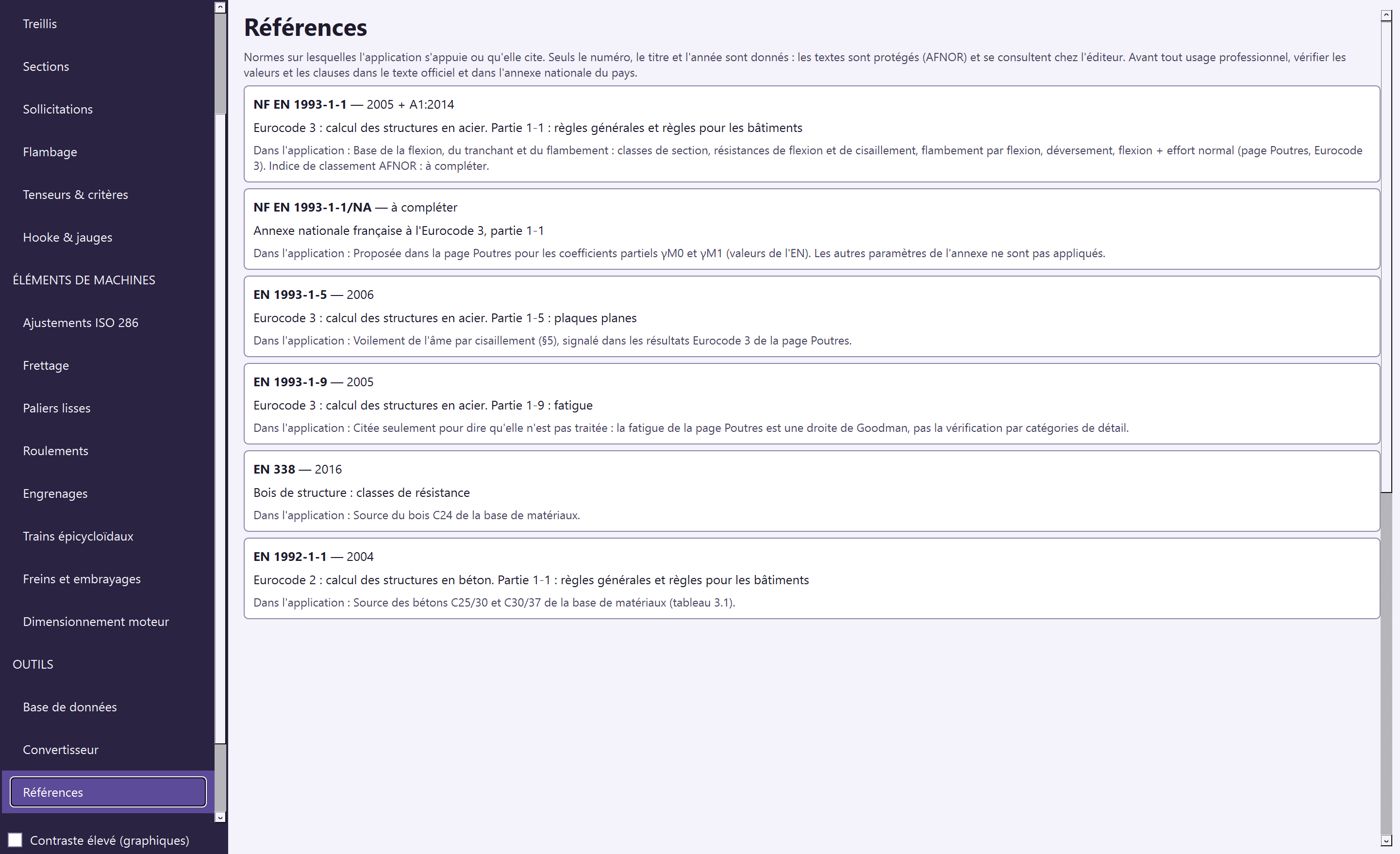 Treillis
Sections
Sollicitations
Flambage
Tenseurs & critères
Hooke & jauges
ÉLÉMENTS DE MACHINES
Ajustements ISO 286
Frettage
Paliers lisses
Roulements
Engrenages
Trains épicycloïdaux
Freins et embrayages
Dimensionnement moteur
OUTILS
Base de données
Convertisseur
Références
Contraste élevé (graphiques)
Références
Normes sur lesquelles l'application s'appuie ou qu'elle cite. Seuls le numéro, le titre et l'année sont donnés : les textes sont protégés (AFNOR) et se consultent chez l'éditeur. Avant tout usage professionnel, vérifier les
valeurs et les clauses dans le texte officiel et dans l'annexe nationale du pays.
NF EN 1993-1-1 — 2005 + A1:2014
Eurocode 3 : calcul des structures en acier. Partie 1-1 : règles générales et règles pour les bâtiments
Dans l'application : Base de la flexion, du tranchant et du flambement : classes de section, résistances de flexion et de cisaillement, flambement par flexion, déversement, flexion + effort normal (page Poutres, Eurocode
3). Indice de classement AFNOR : à compléter.
NF EN 1993-1-1/NA — à compléter
Annexe nationale française à l'Eurocode 3, partie 1-1
Dans l'application : Proposée dans la page Poutres pour les coefficients partiels γM0 et γM1 (valeurs de l'EN). Les autres paramètres de l'annexe ne sont pas appliqués.
EN 1993-1-5 — 2006
Eurocode 3 : calcul des structures en acier. Partie 1-5 : plaques planes
Dans l'application : Voilement de l'âme par cisaillement (§5), signalé dans les résultats Eurocode 3 de la page Poutres.
EN 1993-1-9 — 2005
Eurocode 3 : calcul des structures en acier. Partie 1-9 : fatigue
Dans l'application : Citée seulement pour dire qu'elle n'est pas traitée : la fatigue de la page Poutres est une droite de Goodman, pas la vérification par catégories de détail.
EN 338 — 2016
Bois de structure : classes de résistance
Dans l'application : Source du bois C24 de la base de matériaux.
EN 1992-1-1 — 2004
Eurocode 2 : calcul des structures en béton. Partie 1-1 : règles générales et règles pour les bâtiments
Dans l'application : Source des bétons C25/30 et C30/37 de la base de matériaux (tableau 3.1).